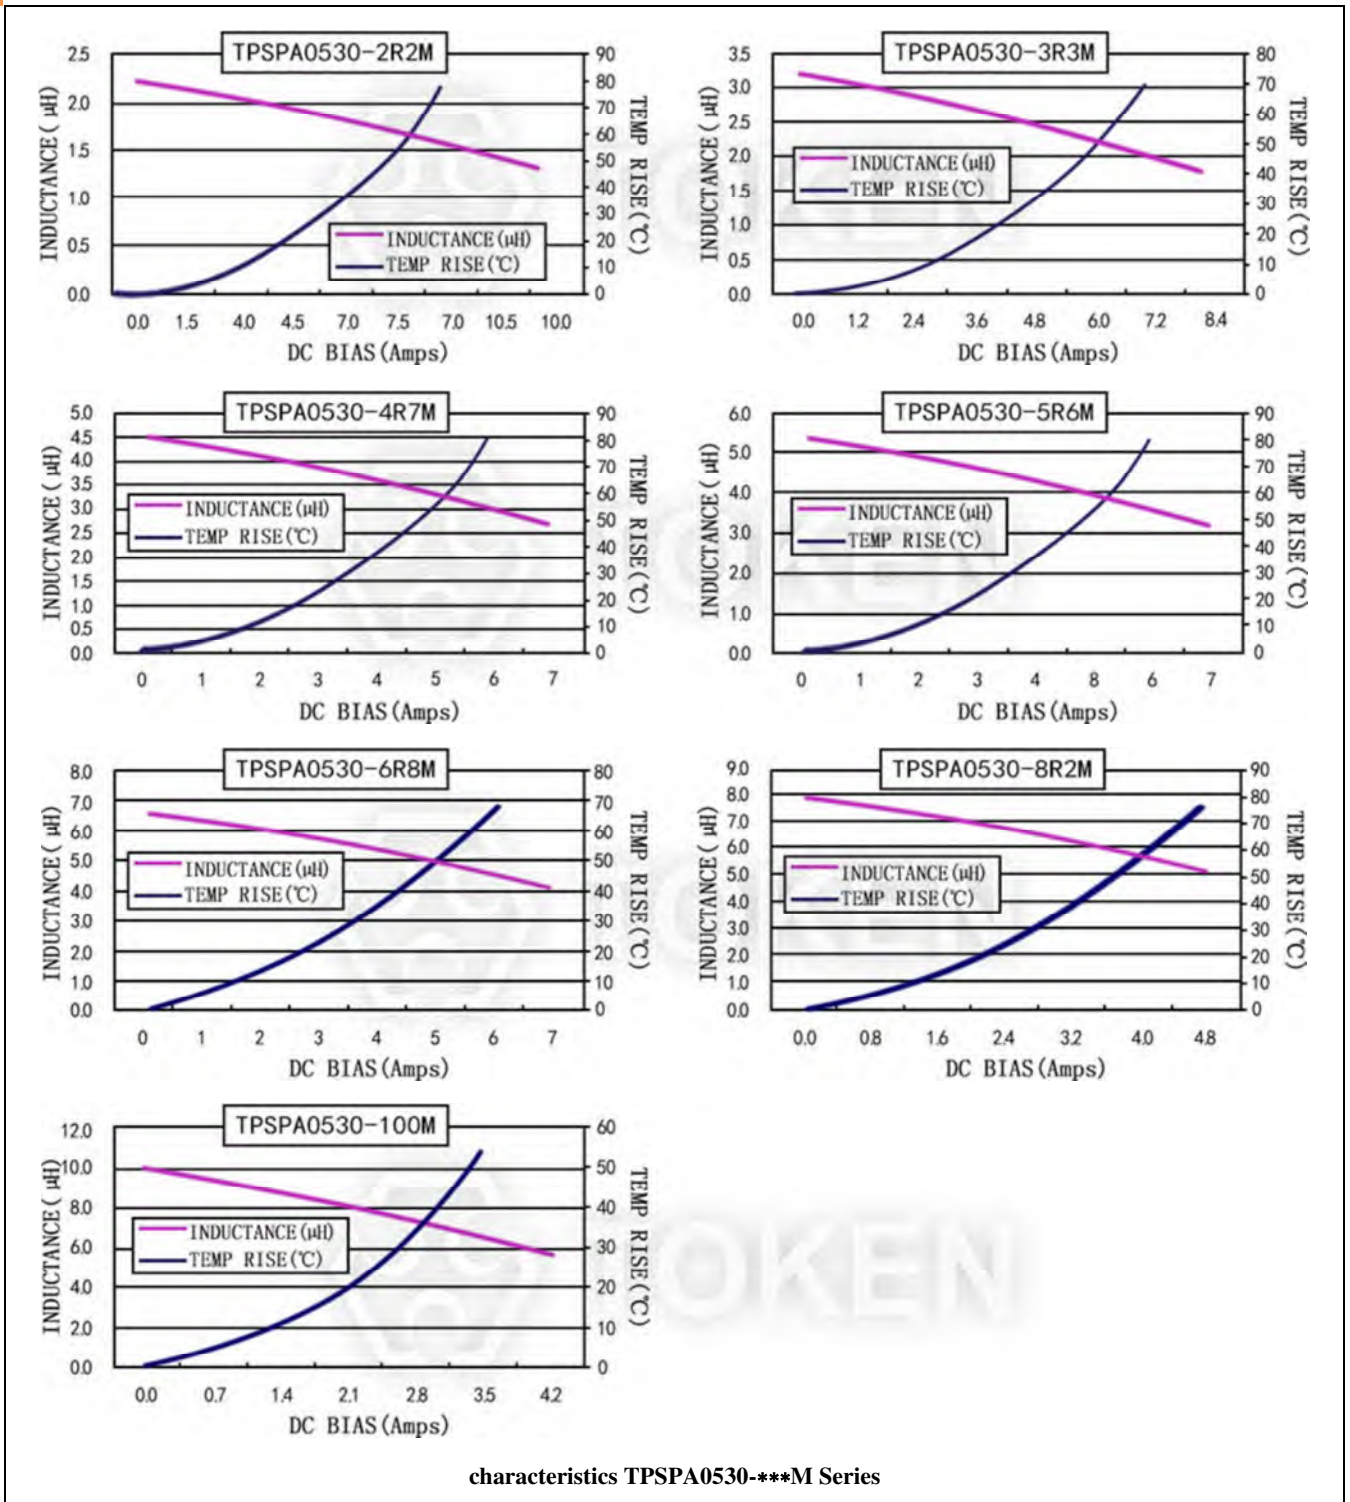 TPSPA0530-2R2M
INDUCTANCE( μH)
2.5
2.0
1.5
1.0
0.5
0.0
90
80
70
60
50
40
30
20
10
0
TEMP RISE(℃)
INDUCTANCE(μH)
TEMP RISE(℃)
0.0 1.5 4.0 4.5 7.0 7.5 7.0 10.5 10.0
DC BIAS(Amps)
TPSPA0530-3R3M
INDUCTANCE( μH)
3.5
3.0
2.5
2.0
1.5
1.0
0.5
0.0
80
70
60
50
40
30
20
10
0
TEMP RISE(℃)
INDUCTANCE(μH)
TEMP RISE(℃)
0.0 1.2 2.4 3.6 4.8 6.0 7.2 8.4
DC BIAS(Amps)
TPSPA0530-4R7M
INDUCTANCE( μH)
5.0
4.5
4.0
3.5
3.0
2.5
2.0
1.5
1.0
0.5
0.0
90
80
70
60
50
40
30
20
10
0
TEMP RISE(℃)
INDUCTANCE(μH)
TEMP RISE(℃)
0 1 2 3 4 5 6 7
DC BIAS(Amps)
TPSPA0530-5R6M
INDUCTANCE( μH)
6.0
5.0
4.0
3.0
2.0
1.0
0.0
90
80
70
60
50
40
30
20
10
0
TEMP RISE(℃)
INDUCTANCE(μH)
TEMP RISE(℃)
0 1 2 3 4 8 6 7
DC BIAS(Amps)
TPSPA0530-6R8M
INDUCTANCE( μH)
8.0
7.0
6.0
5.0
4.0
3.0
2.0
1.0
0.0
80
70
60
50
40
30
20
10
0
TEMP RISE(℃)
INDUCTANCE(μH)
TEMP RISE(℃)
0 1 2 3 4 5 6 7
DC BIAS(Amps)
TPSPA0530-8R2M
INDUCTANCE( μH)
9.0
8.0
7.0
6.0
5.0
4.0
3.0
2.0
1.0
0.0
90
80
70
60
50
40
30
20
10
0
TEMP RISE(℃)
INDUCTANCE(μH)
TEMP RISE(℃)
0.0 0.8 1.6 2.4 3.2 4.0 4.8
DC BIAS(Amps)
TPSPA0530-100M
INDUCTANCE( μH)
12.0
10.0
8.0
6.0
4.0
2.0
0.0
60
50
40
30
20
10
0
TEMP RISE(℃)
INDUCTANCE(μH)
TEMP RISE(℃)
0.0 0.7 1.4 2.1 2.8 3.5 4.2
DC BIAS(Amps)
TOKEN
TOKEN
TOKEN
TOKEN
characteristics TPSPA0530-***M Series